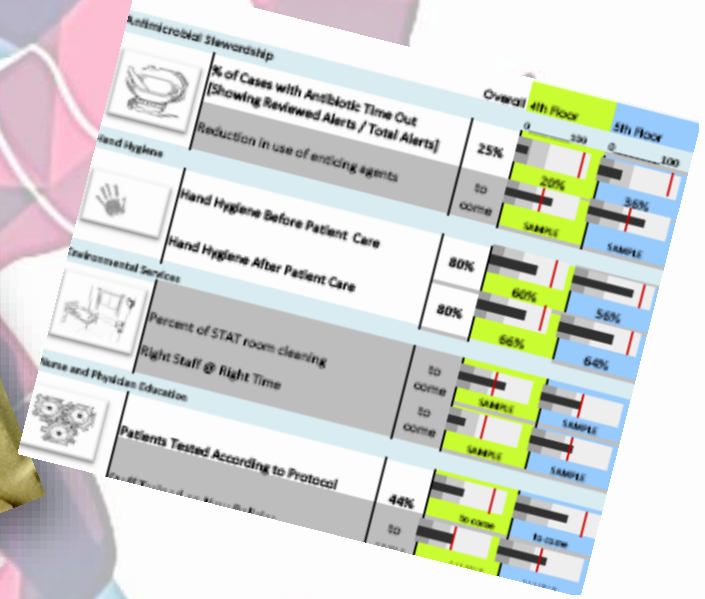 Antimicrobial Stewardship
Overall 4th Floor 5th Floor
0 100 0 100
% of Cases with Antibiotic Time Out
[Showing Reviewed Alerts / Total Alerts]
25% 20% 36%
Reduction in use of enticing agents
to come SAMPLE SAMPLE
Hand Hygiene
Hand Hygiene Before Patient Care
80% 60% 56%
Hand Hygiene After Patient Care
80% 66% 64%
Environmental Services
Percent of STAT room cleaning
to come SAMPLE SAMPLE
Right Staff @ Right Time
to come SAMPLE SAMPLE
Nurse and Physician Education
Patients Tested According to Protocol
44% to come to come
to